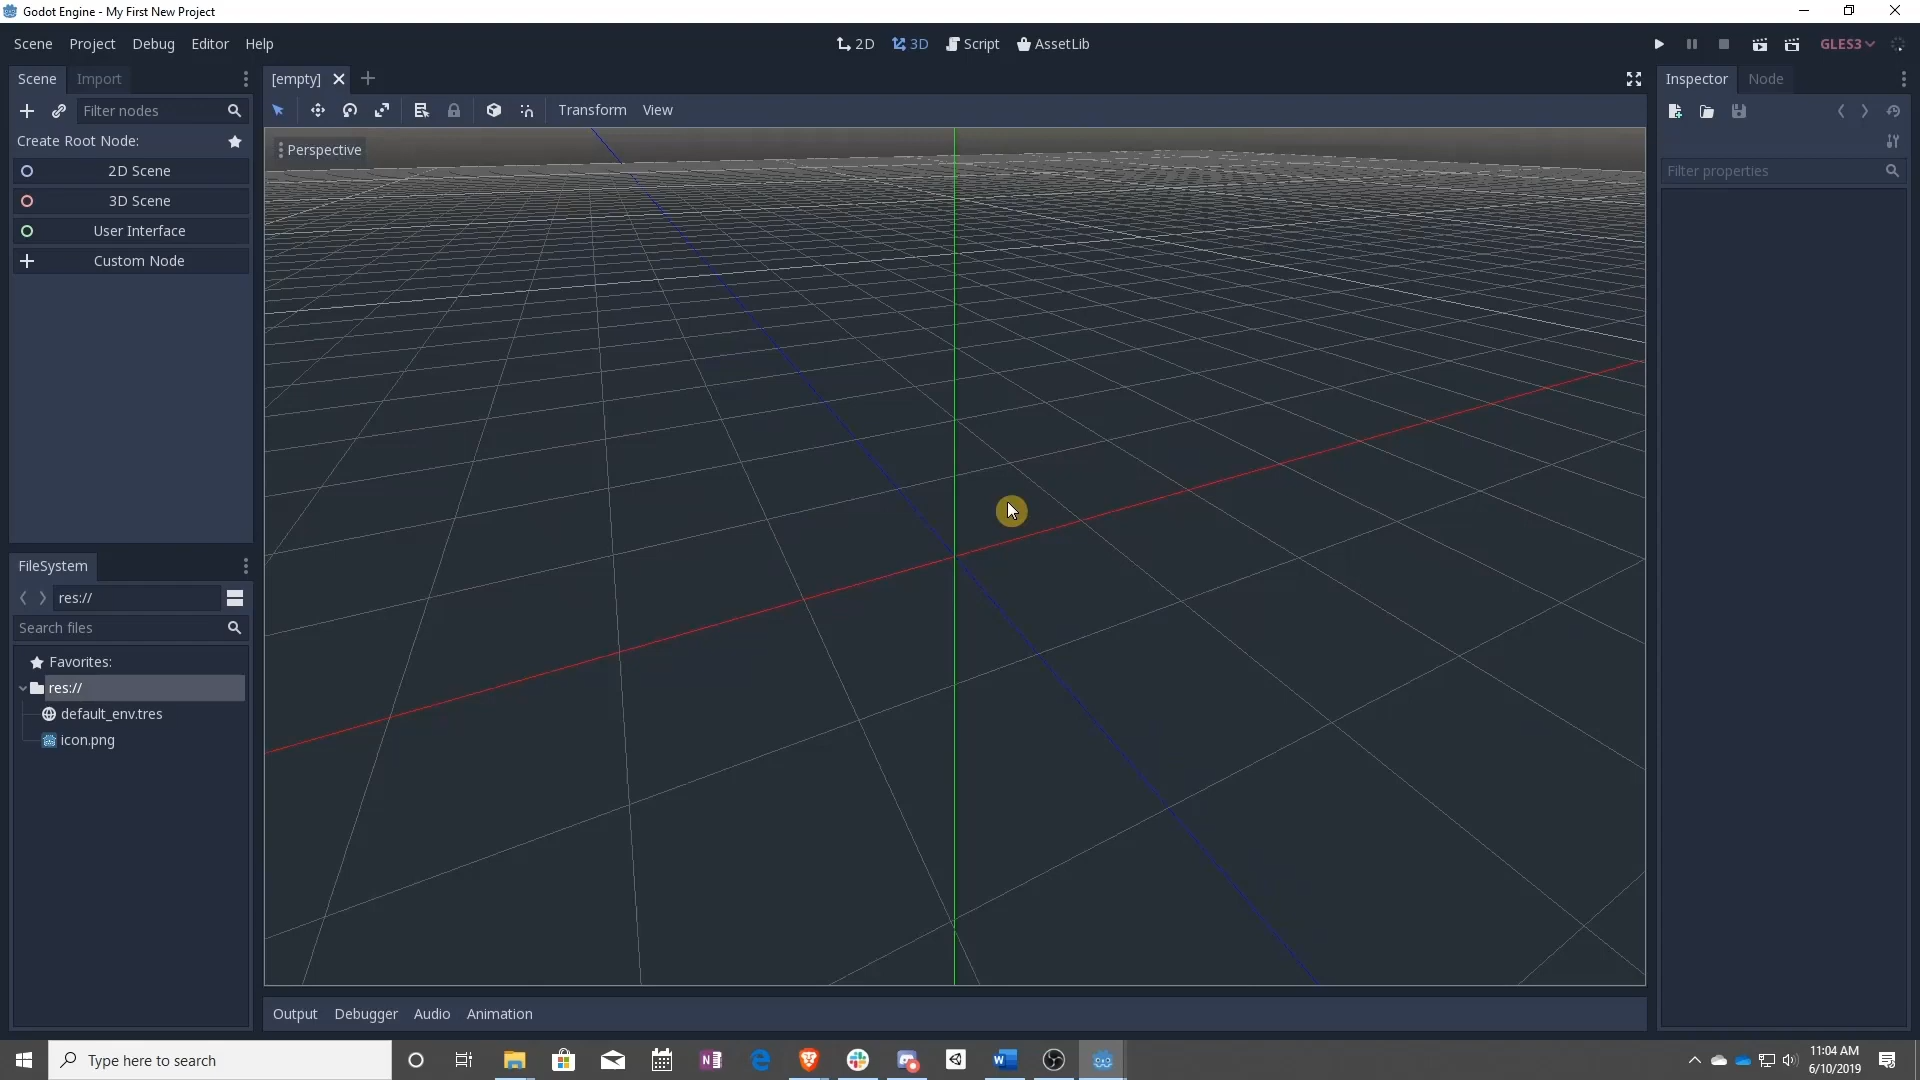 Godot Engine - My First New Project
Scene Project Debug Editor Help
2D 3D Script AssetLib
GLES3
Scene Import
[empty]
Inspector Node
Filter nodes
Transform View
Create Root Node:
Perspective
2D Scene
3D Scene
User Interface
Custom Node
Filter properties
FileSystem
res://
Search files
Favorites:
res://
default_env.tres
icon.png
Output Debugger Audio Animation
Type here to search
11:04 AM
6/10/2019